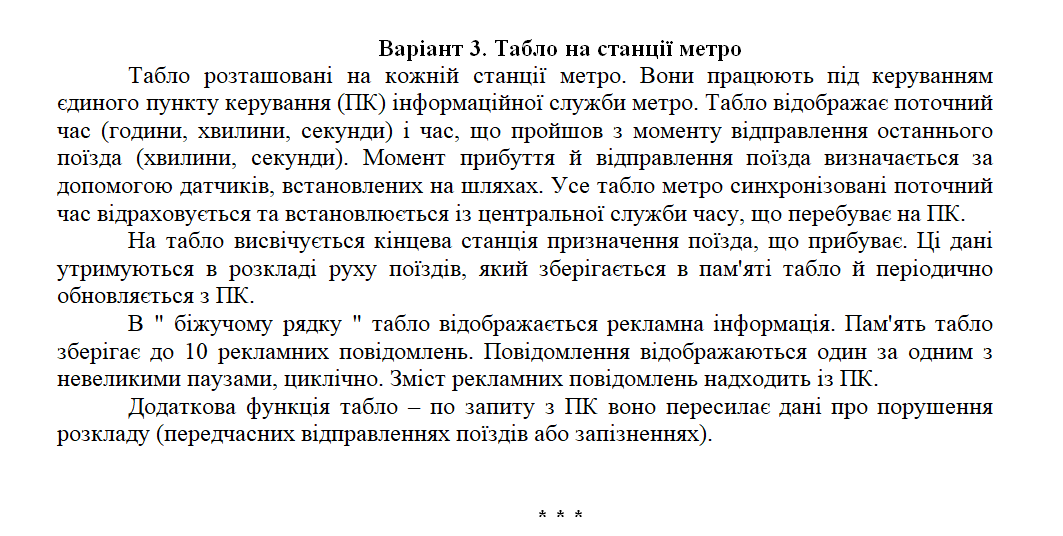 Варіант 3. Табло на станції метро
Табло розташовані на кожній станції метро. Вони працюють під керуванням
єдиного пункту керування (ПК) інформаційної служби метро. Табло відображає поточний
час (години, хвилини, секунди) і час, що пройшов з моменту відправлення останнього
поїзда (хвилини, секунди). Момент прибуття й відправлення поїзда визначається за
допомогою датчиків, встановлених на шляхах. Усе табло метро синхронізовані поточний
час відраховується та встановлюється із центральної служби часу, що перебуває на ПК.
На табло висвічується кінцева станція призначення поїзда, що прибуває. Ці дані
утримуються в розкладі руху поїздів, який зберігається в пам'яті табло й періодично
обновляється з ПК.
В " біжучому рядку " табло відображається рекламна інформація. Пам'ять табло
зберігає до 10 рекламних повідомлень. Повідомлення відображаються один за одним з
невеликими паузами, циклічно. Зміст рекламних повідомлень надходить із ПК.
Додаткова функція табло – по запиту з ПК воно пересилає дані про порушення
розкладу (передчасних відправленнях поїздів або запізненнях).
* * *